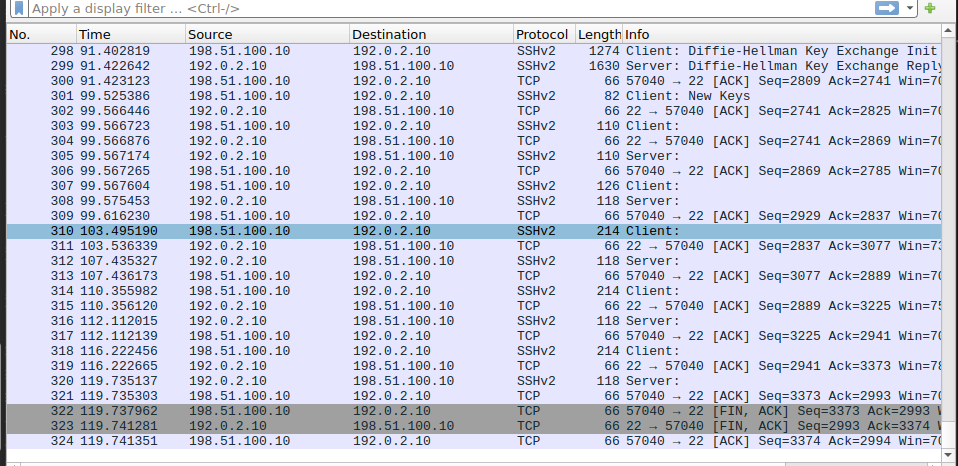 Apply a display filter ... <Ctrl-/>
No. Time Source Destination Protocol Length Info
298 91.402819 198.51.100.10 192.0.2.10 SSHv2 1274 Client: Diffie-Hellman Key Exchange Init
299 91.422642 192.0.2.10 198.51.100.10 SSHv2 1630 Server: Diffie-Hellman Key Exchange Reply
300 91.423123 198.51.100.10 192.0.2.10 TCP 66 57040 → 22 [ACK] Seq=2809 Ack=2741 Win=70
301 99.525386 198.51.100.10 192.0.2.10 SSHv2 82 Client: New Keys
302 99.566446 192.0.2.10 198.51.100.10 TCP 66 22 → 57040 [ACK] Seq=2741 Ack=2825 Win=70
303 99.566723 198.51.100.10 192.0.2.10 SSHv2 110 Client:
304 99.566876 192.0.2.10 198.51.100.10 TCP 66 22 → 57040 [ACK] Seq=2741 Ack=2869 Win=70
305 99.567174 192.0.2.10 198.51.100.10 SSHv2 110 Server:
306 99.567265 198.51.100.10 192.0.2.10 TCP 66 57040 → 22 [ACK] Seq=2869 Ack=2785 Win=70
307 99.567604 198.51.100.10 192.0.2.10 SSHv2 126 Client:
308 99.575453 192.0.2.10 198.51.100.10 SSHv2 118 Server:
309 99.616230 198.51.100.10 192.0.2.10 TCP 66 57040 → 22 [ACK] Seq=2929 Ack=2837 Win=70
310 103.495190 198.51.100.10 192.0.2.10 SSHv2 214 Client:
311 103.536339 192.0.2.10 198.51.100.10 TCP 66 22 → 57040 [ACK] Seq=2837 Ack=3077 Win=73
312 107.435327 192.0.2.10 198.51.100.10 SSHv2 118 Server:
313 107.436173 198.51.100.10 192.0.2.10 TCP 66 57040 → 22 [ACK] Seq=3077 Ack=2889 Win=70
314 110.355982 198.51.100.10 192.0.2.10 SSHv2 214 Client:
315 110.356120 192.0.2.10 198.51.100.10 TCP 66 22 → 57040 [ACK] Seq=2889 Ack=3225 Win=75
316 112.112015 192.0.2.10 198.51.100.10 SSHv2 118 Server:
317 112.112139 198.51.100.10 192.0.2.10 TCP 66 57040 → 22 [ACK] Seq=3225 Ack=2941 Win=70
318 116.222456 198.51.100.10 192.0.2.10 SSHv2 214 Client:
319 116.222665 192.0.2.10 198.51.100.10 TCP 66 22 → 57040 [ACK] Seq=2941 Ack=3373 Win=78
320 119.735137 192.0.2.10 198.51.100.10 SSHv2 118 Server:
321 119.735303 198.51.100.10 192.0.2.10 TCP 66 57040 → 22 [ACK] Seq=3373 Ack=2993 Win=70
322 119.737962 198.51.100.10 192.0.2.10 TCP 66 57040 → 22 [FIN, ACK] Seq=3373 Ack=2993
323 119.741281 192.0.2.10 198.51.100.10 TCP 66 22 → 57040 [FIN, ACK] Seq=2993 Ack=3374
324 119.741351 198.51.100.10 192.0.2.10 TCP 66 57040 → 22 [ACK] Seq=3374 Ack=2994 Win=70